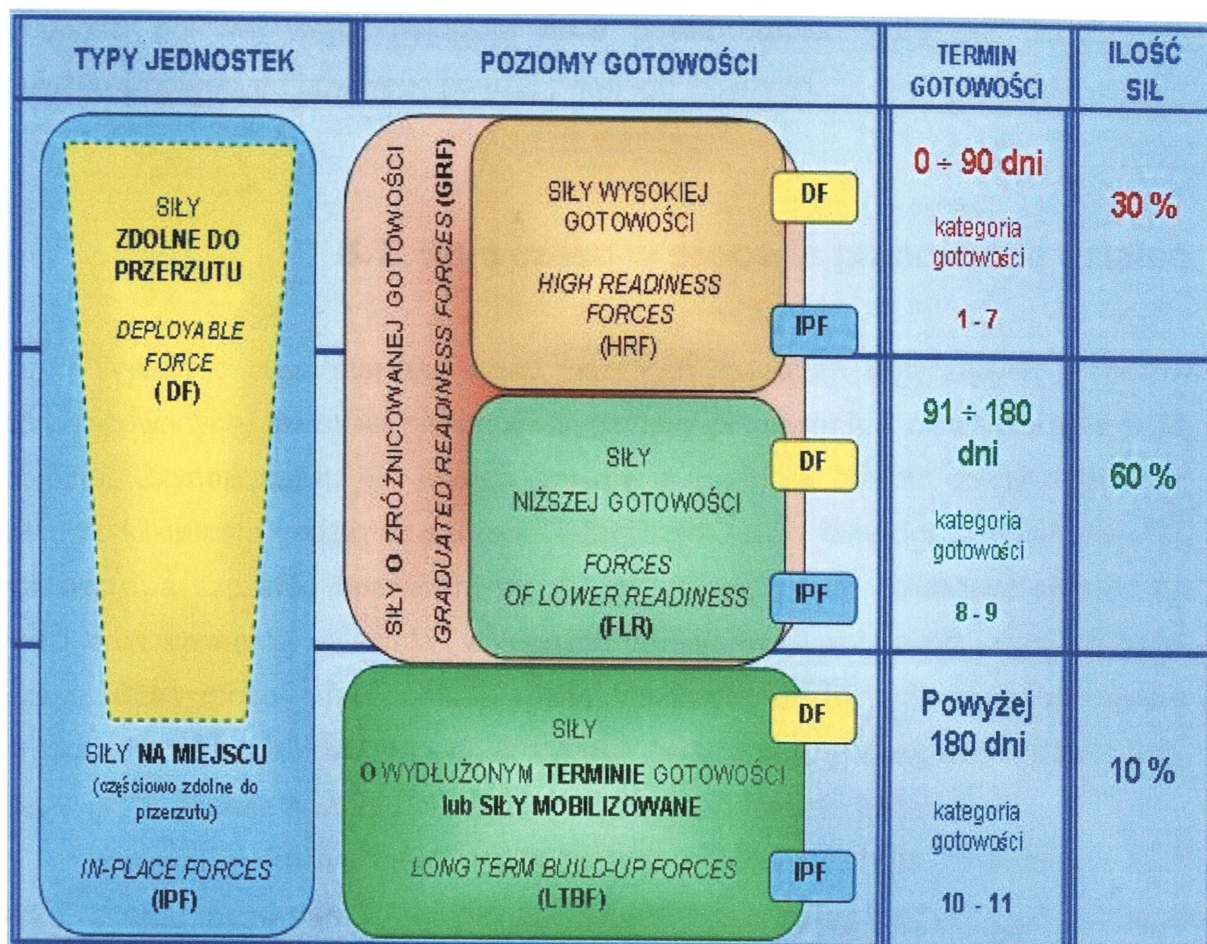 TYPY JEDNOSTEK
POZIOMY GOTOWOŚCI
TERMIN
GOTOWOŚCI
ILOŚĆ
SIŁ
SIŁY
ZDOLNE DO
PRZERZUTU
DEPLOYABLE
FORCE
(DF)
SIŁY NA MIEJSCU
(częściowo zdolne do
przerzutu)
IN-PLACE FORCES
(IPF)
SIŁY O ZRÓŻNICOWANEJ GOTOWOŚCI
GRADUATED READINESS FORCES (GRF)
SIŁY WYSOKIEJ
GOTOWOŚCI
HIGH READINESS
FORCES
(HRF)
DF
IPF
0 ÷ 90 dni
kategoria
gotowości
1 - 7
30 %
SIŁY
NIŻSZEJ GOTOWOŚCI
FORCES
OF LOWER READINESS
(FLR)
DF
IPF
91 ÷ 180
dni
kategoria
gotowości
8 - 9
60 %
SIŁY
O WYDŁUŻONYM TERMINIE GOTOWOŚCI
lub SIŁY MOBILIZOWANE
LONG TERM BUILD-UP FORCES
(LTBF)
DF
IPF
Powyżej
180 dni
kategoria
gotowości
10 - 11
10 %